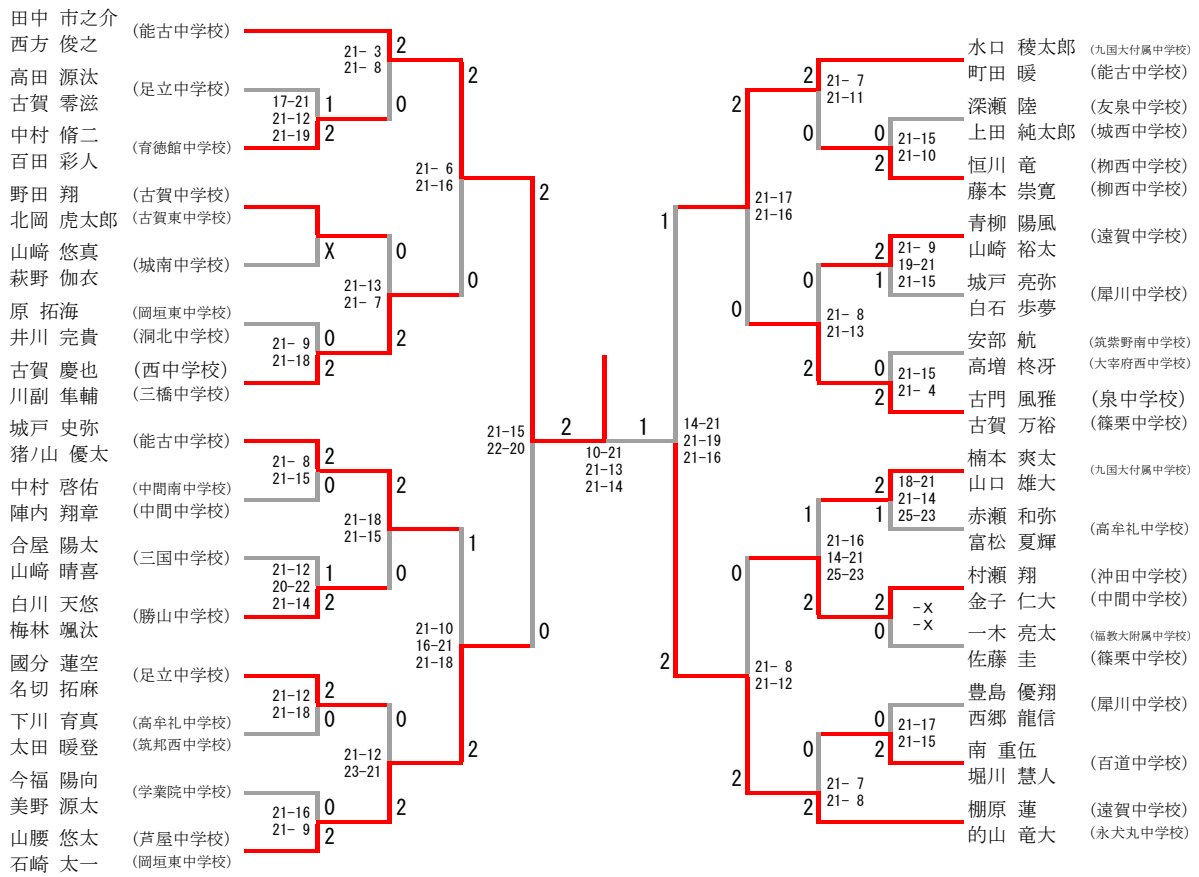 田中 市之介
西方 俊之
(能古中学校)
高田 源汰
古賀 零滋
(足立中学校)
中村 脩二
百田 彩人
(育徳館中学校)
野田 翔 (古賀中学校)
北岡 虎太郎 (古賀東中学校)
山﨑 悠真
萩野 伽衣
(城南中学校)
原 拓海 (岡垣東中学校)
井川 完貴 (洞北中学校)
古賀 慶也 (西中学校)
川副 隼輔 (三橋中学校)
城戸 史弥
猪ﾉ山 優太
(能古中学校)
中村 啓佑 (中間南中学校)
陣内 翔章 (中間中学校)
合屋 陽太
山﨑 晴喜
(三国中学校)
白川 天悠
梅林 颯汰
(勝山中学校)
國分 蓮空
名切 拓麻
(足立中学校)
下川 育真 (高牟礼中学校)
太田 暖登 (筑邦西中学校)
今福 陽向
美野 源太
(学業院中学校)
山腰 悠太 (芦屋中学校)
石崎 太一 (岡垣東中学校)
17-21
21-12
21-19
1
2
X
21- 9
21-18
0
2
21- 8
21-15
2
0
21-12
20-22
21-14
1
2
21-12
21-18
2
0
21-16
21- 9
0
2
21- 3
21- 8
2
0
21-13
21- 7
0
2
21-18
21-15
2
0
21-12
23-21
0
2
21- 6
21-16
2
0
21-10
16-21
21-18
1
2
21-15
22-20
2
0
2
1
10-21
21-13
21-14
14-21
21-19
21-16
1
2
21-17
21-16
2
0
21- 8
21-12
0
2
21- 7
21-11
2
0
21- 8
21-13
0
2
21-16
14-21
25-23
1
2
21- 7
21- 8
0
2
21-15
21-10
0
2
21- 9
19-21
21-15
2
1
21-15
21- 4
0
2
18-21
21-14
25-23
2
1
-X
-X
2
0
21-17
21-15
0
2
水口 稜太郎 (九国大付属中学校)
町田 暖 (能古中学校)
深瀬 陸 (友泉中学校)
上田 純太郎 (城西中学校)
恒川 竜 (栁西中学校)
藤本 崇寛 (柳西中学校)
青柳 陽風
山崎 裕太
(遠賀中学校)
城戸 亮弥
白石 歩夢
(犀川中学校)
安部 航 (筑紫野南中学校)
高増 柊冴 (大宰府西中学校)
古門 風雅 (泉中学校)
古賀 万裕 (篠栗中学校)
楠本 爽太
山口 雄大
(九国大付属中学校)
赤瀬 和弥
富松 夏輝
(高牟礼中学校)
村瀬 翔 (沖田中学校)
金子 仁大 (中間中学校)
一木 亮太 (福教大附属中学校)
佐藤 圭 (篠栗中学校)
豊島 優翔
西郷 龍信
(犀川中学校)
南 重伍
堀川 慧人
(百道中学校)
棚原 蓮 (遠賀中学校)
的山 竜大 (永犬丸中学校)